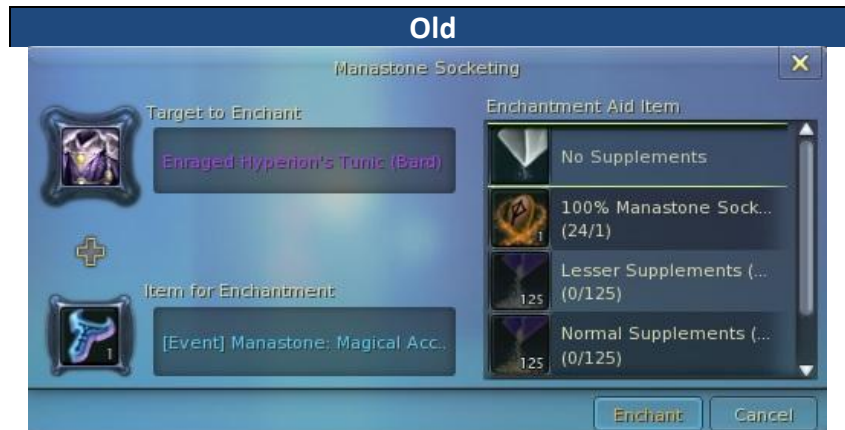 Old
Manastone Socketing
Target to Enchant
Enraged Hyperion's Tunic (Bard)
Item for Enchantment
1
[Event] Manastone: Magical Acc..
Enchantment Aid Item
No Supplements
100% Manastone Sock...
1
(24/1)
Lesser Supplements (...
125
(0/125)
Normal Supplements (...
125
(0/125)
Enchant
Cancel